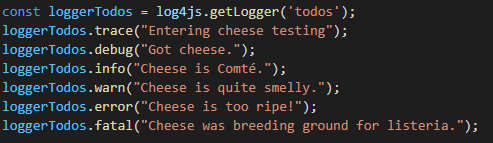 const loggerTodos = log4js.getLogger('todos');
loggerTodos.trace("Entering cheese testing");
loggerTodos.debug("Got cheese.");
loggerTodos.info("Cheese is Comté.");
loggerTodos.warn("Cheese is quite smelly.");
loggerTodos.error("Cheese is too ripe!");
loggerTodos.fatal("Cheese was breeding ground for listeria.");